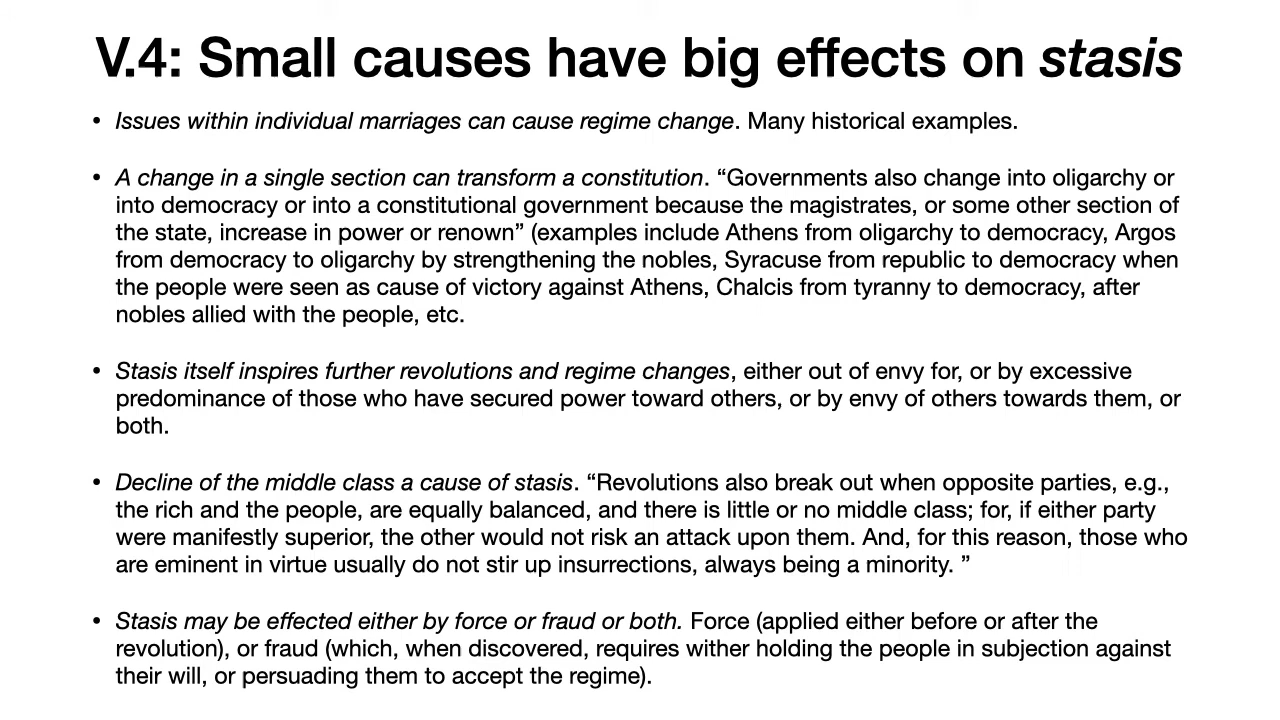 V.4: Small causes have big effects on stasis
• Issues within individual marriages can cause regime change. Many historical examples.
• A change in a single section can transform a constitution. “Governments also change into oligarchy or
into democracy or into a constitutional government because the magistrates, or some other section of
the state, increase in power or renown” (examples include Athens from oligarchy to democracy, Argos
from democracy to oligarchy by strengthening the nobles, Syracuse from republic to democracy when
the people were seen as cause of victory against Athens, Chalcis from tyranny to democracy, after
nobles allied with the people, etc.
• Stasis itself inspires further revolutions and regime changes, either out of envy for, or by excessive
predominance of those who have secured power toward others, or by envy of others towards them, or
both.
• Decline of the middle class a cause of stasis. “Revolutions also break out when opposite parties, e.g.,
the rich and the people, are equally balanced, and there is little or no middle class; for, if either party
were manifestly superior, the other would not risk an attack upon them. And, for this reason, those who
are eminent in virtue usually do not stir up insurrections, always being a minority. ”
• Stasis may be effected either by force or fraud or both. Force (applied either before or after the
revolution), or fraud (which, when discovered, requires wither holding the people in subjection against
their will, or persuading them to accept the regime).